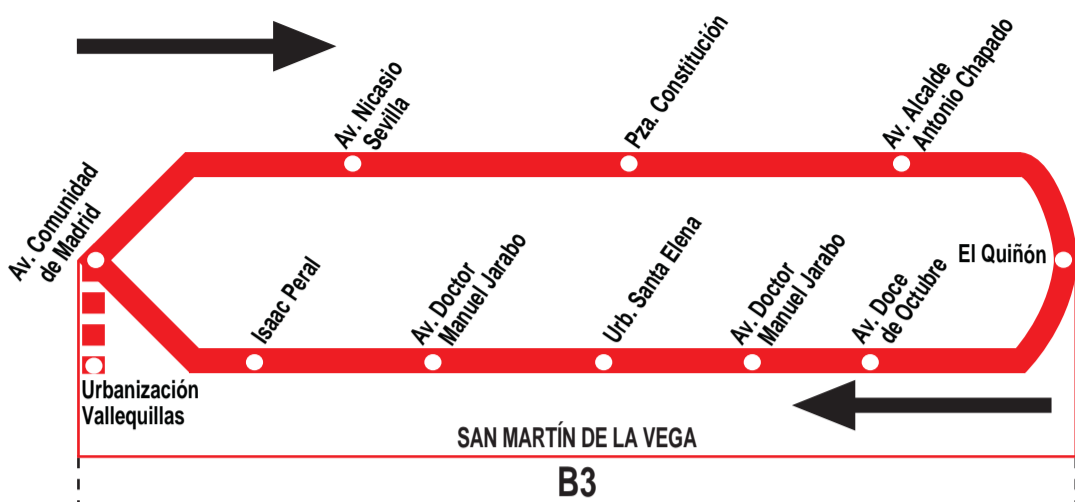 Av. Nicasio
Sevilla
Pza. Constitución
Av. Alcalde
Antonio Chapado
Av. Comunidad
de Madrid
El Quiñón
Isaac Peral
Av. Doctor
Manuel Jarabo
Urb. Santa Elena
Av. Doctor
Manuel Jarabo
Av. Doce
de Octubre
Urbanización
Vallequillas
SAN MARTÍN DE LA VEGA
B3